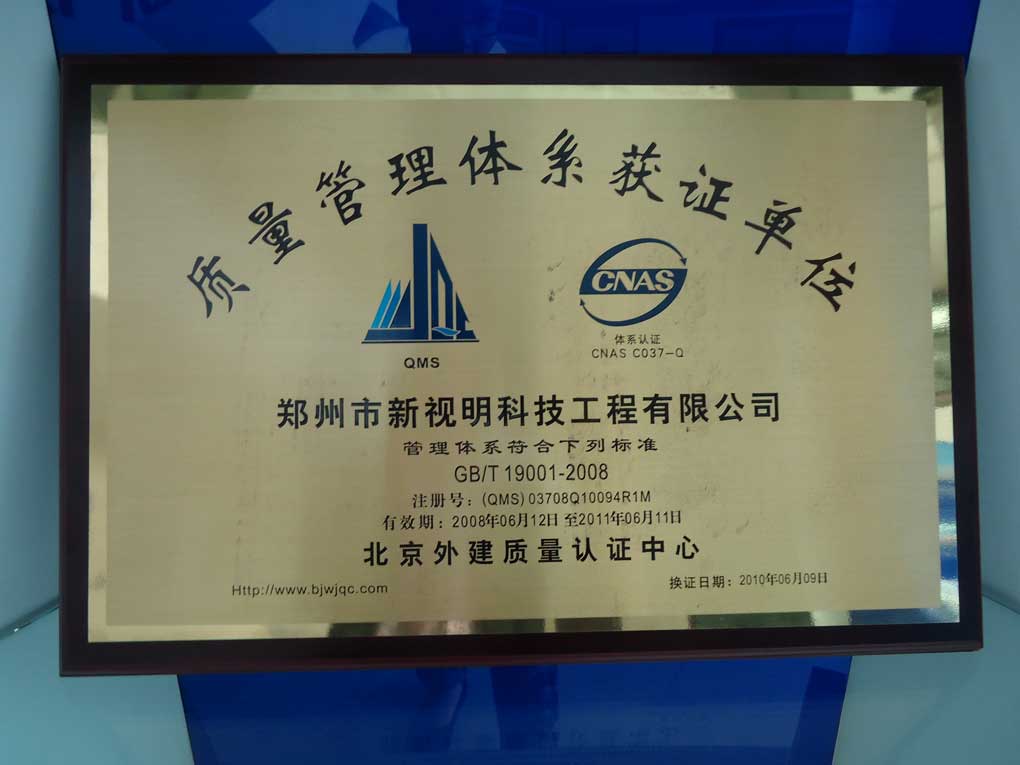 质量管理体系获证单位
QMS
CNAS
体系认证
CNAS C037-Q
郑州市新视明科技工程有限公司
管理体系符合下列标准
GB/T 19001-2008
注册号：(QMS) 03708Q10094R1M
有效期：2008年06月12日 至2011年06月11日
北京外建质量认证中心
Http://www.bjwjqc.com
换证日期：2010年06月09日